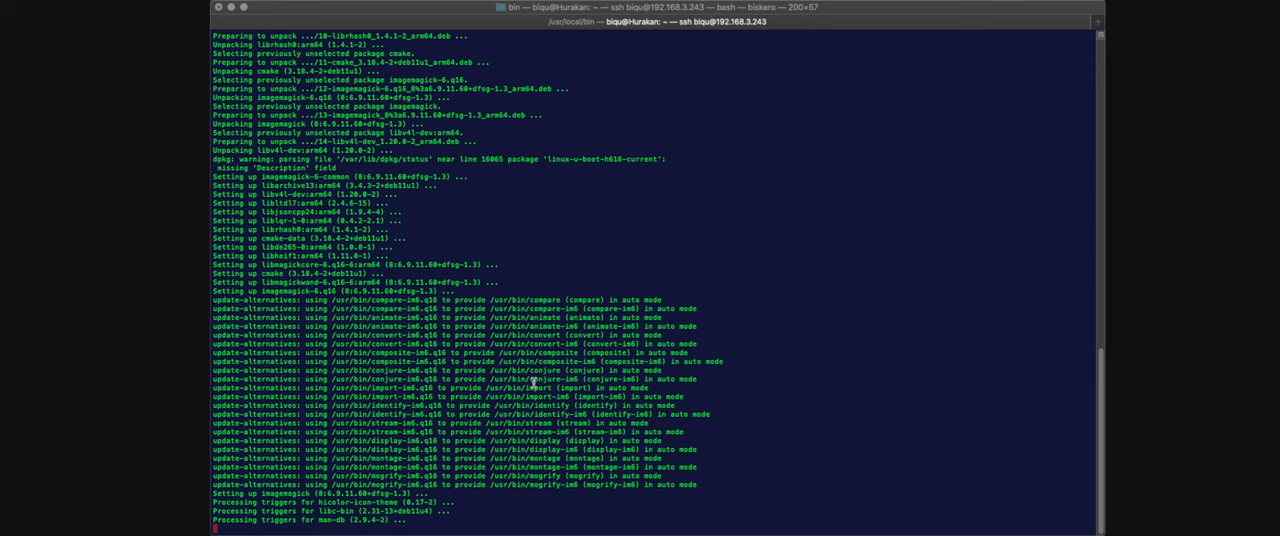 bin — biqu@Hurakan: ~ — ssh biqu@192.168.3.243 — bash — biskero — 200×57
/usr/local/bin — biqu@Hurakan: ~ — ssh biqu@192.168.3.243
Preparing to unpack .../10-librhash0_1.4.1-2_arm64.deb ...
Unpacking librhash0:arm64 (1.4.1-2) ...
Selecting previously unselected package cmake.
Preparing to unpack .../11-cmake_3.18.4-2+deb11u1_arm64.deb ...
Unpacking cmake (3.18.4-2+deb11u1) ...
Selecting previously unselected package imagemagick-6.q16.
Preparing to unpack .../12-imagemagick-6.q16_8%3a6.9.11.60+dfsg-1.3_arm64.deb ...
Unpacking imagemagick-6.q16 (8:6.9.11.60+dfsg-1.3) ...
Selecting previously unselected package imagemagick.
Preparing to unpack .../13-imagemagick_8%3a6.9.11.60+dfsg-1.3_arm64.deb ...
Unpacking imagemagick (8:6.9.11.60+dfsg-1.3) ...
Selecting previously unselected package libv4l-dev:arm64.
Preparing to unpack .../14-libv4l-dev_1.20.0-2_arm64.deb ...
Unpacking libv4l-dev:arm64 (1.20.0-2) ...
dpkg: warning: parsing file '/var/lib/dpkg/status' near line 16065 package 'linux-u-boot-h616-current':
missing 'Description' field
Setting up imagemagick-6-common (8:6.9.11.60+dfsg-1.3) ...
Setting up libarchive13:arm64 (3.4.3-2+deb11u1) ...
Setting up libv4l-dev:arm64 (1.20.0-2) ...
Setting up libltdl7:arm64 (2.4.6-15) ...
Setting up libjsoncpp24:arm64 (1.9.4-4) ...
Setting up liblqr-1-0:arm64 (0.4.2-2.1) ...
Setting up librhash0:arm64 (1.4.1-2) ...
Setting up cmake-data (3.18.4-2+deb11u1) ...
Setting up libde265-0:arm64 (1.0.8-1) ...
Setting up libheif1:arm64 (1.11.0-1) ...
Setting up libmagickcore-6.q16-6:arm64 (8:6.9.11.60+dfsg-1.3) ...
Setting up cmake (3.18.4-2+deb11u1) ...
Setting up libmagickwand-6.q16-6:arm64 (8:6.9.11.60+dfsg-1.3) ...
Setting up imagemagick-6.q16 (8:6.9.11.60+dfsg-1.3) ...
update-alternatives: using /usr/bin/compare-im6.q16 to provide /usr/bin/compare (compare) in auto mode
update-alternatives: using /usr/bin/compare-im6.q16 to provide /usr/bin/compare-im6 (compare-im6) in auto mode
update-alternatives: using /usr/bin/animate-im6.q16 to provide /usr/bin/animate (animate) in auto mode
update-alternatives: using /usr/bin/animate-im6.q16 to provide /usr/bin/animate-im6 (animate-im6) in auto mode
update-alternatives: using /usr/bin/convert-im6.q16 to provide /usr/bin/convert (convert) in auto mode
update-alternatives: using /usr/bin/convert-im6.q16 to provide /usr/bin/convert-im6 (convert-im6) in auto mode
update-alternatives: using /usr/bin/composite-im6.q16 to provide /usr/bin/composite (composite) in auto mode
update-alternatives: using /usr/bin/composite-im6.q16 to provide /usr/bin/composite-im6 (composite-im6) in auto mode
update-alternatives: using /usr/bin/conjure-im6.q16 to provide /usr/bin/conjure (conjure) in auto mode
update-alternatives: using /usr/bin/conjure-im6.q16 to provide /usr/bin/conjure-im6 (conjure-im6) in auto mode
update-alternatives: using /usr/bin/import-im6.q16 to provide /usr/bin/import (import) in auto mode
update-alternatives: using /usr/bin/import-im6.q16 to provide /usr/bin/import-im6 (import-im6) in auto mode
update-alternatives: using /usr/bin/identify-im6.q16 to provide /usr/bin/identify (identify) in auto mode
update-alternatives: using /usr/bin/identify-im6.q16 to provide /usr/bin/identify-im6 (identify-im6) in auto mode
update-alternatives: using /usr/bin/stream-im6.q16 to provide /usr/bin/stream (stream) in auto mode
update-alternatives: using /usr/bin/stream-im6.q16 to provide /usr/bin/stream-im6 (stream-im6) in auto mode
update-alternatives: using /usr/bin/display-im6.q16 to provide /usr/bin/display (display) in auto mode
update-alternatives: using /usr/bin/display-im6.q16 to provide /usr/bin/display-im6 (display-im6) in auto mode
update-alternatives: using /usr/bin/montage-im6.q16 to provide /usr/bin/montage (montage) in auto mode
update-alternatives: using /usr/bin/montage-im6.q16 to provide /usr/bin/montage-im6 (montage-im6) in auto mode
update-alternatives: using /usr/bin/mogrify-im6.q16 to provide /usr/bin/mogrify (mogrify) in auto mode
update-alternatives: using /usr/bin/mogrify-im6.q16 to provide /usr/bin/mogrify-im6 (mogrify-im6) in auto mode
Setting up imagemagick (8:6.9.11.60+dfsg-1.3) ...
Processing triggers for hicolor-icon-theme (0.17-2) ...
Processing triggers for libc-bin (2.31-13+deb11u4) ...
Processing triggers for man-db (2.9.4-2) ...